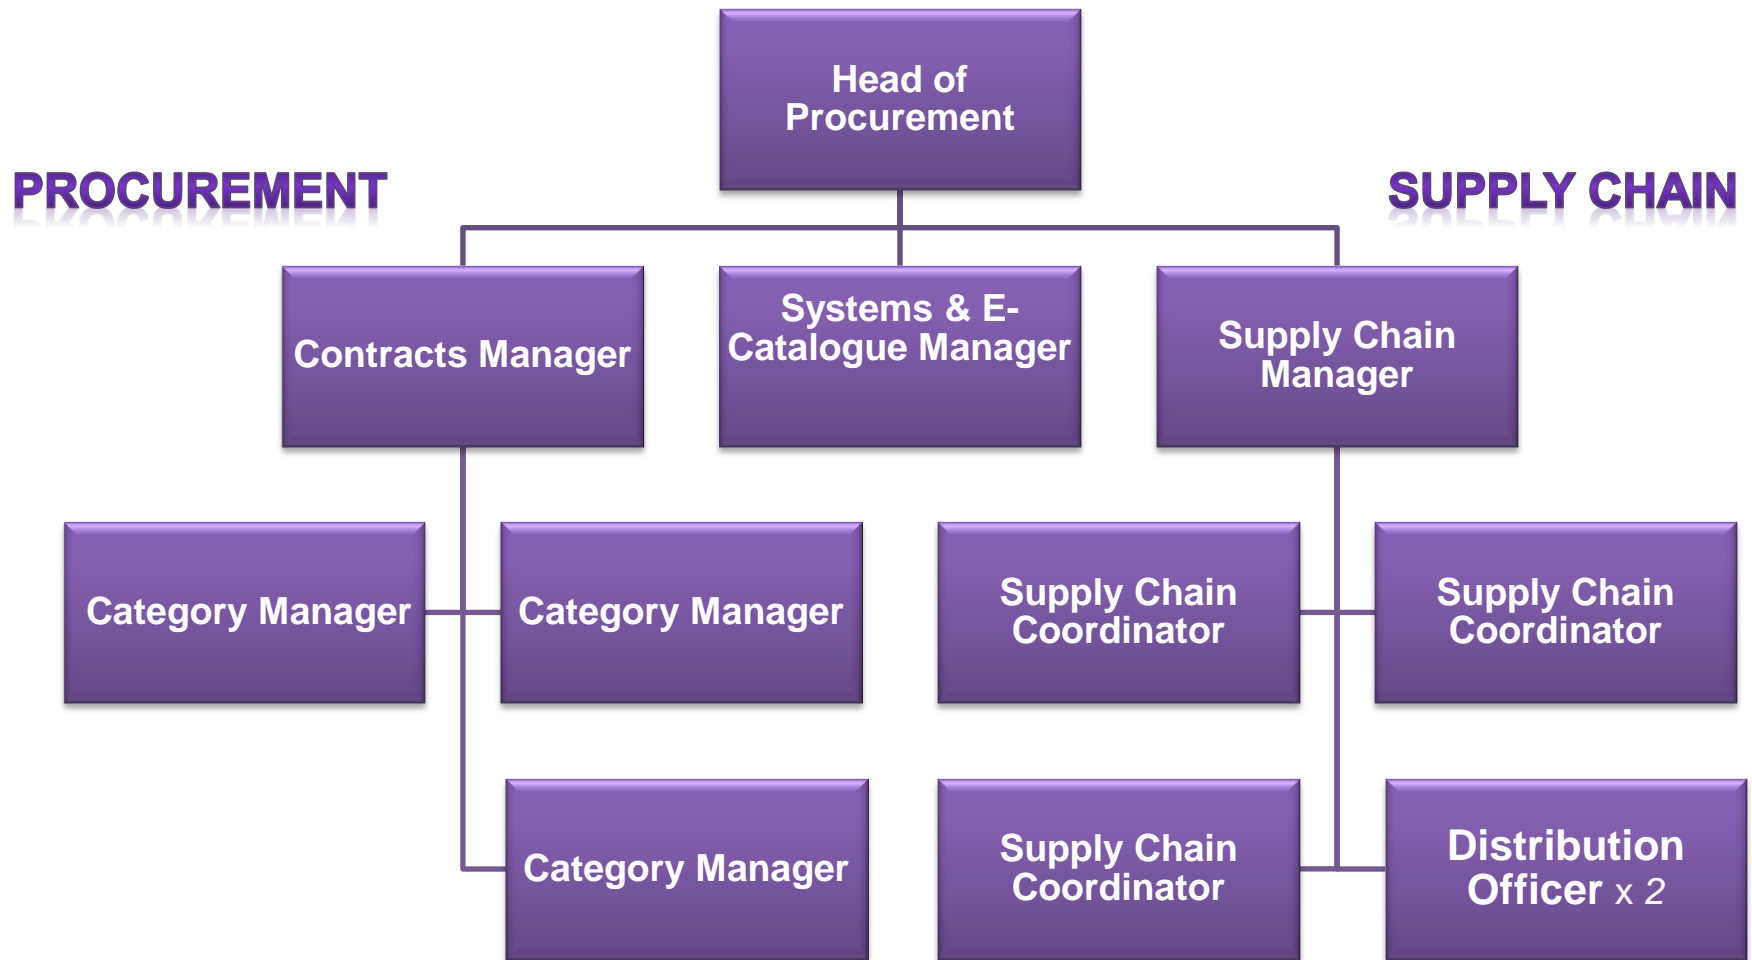 Head of
Procurement
PROCUREMENT
SUPPLY CHAIN
Contracts Manager
Systems & E-
Catalogue Manager
Supply Chain
Manager
Category Manager
Category Manager
Supply Chain
Coordinator
Supply Chain
Coordinator
Category Manager
Supply Chain
Coordinator
Distribution
Officer x 2